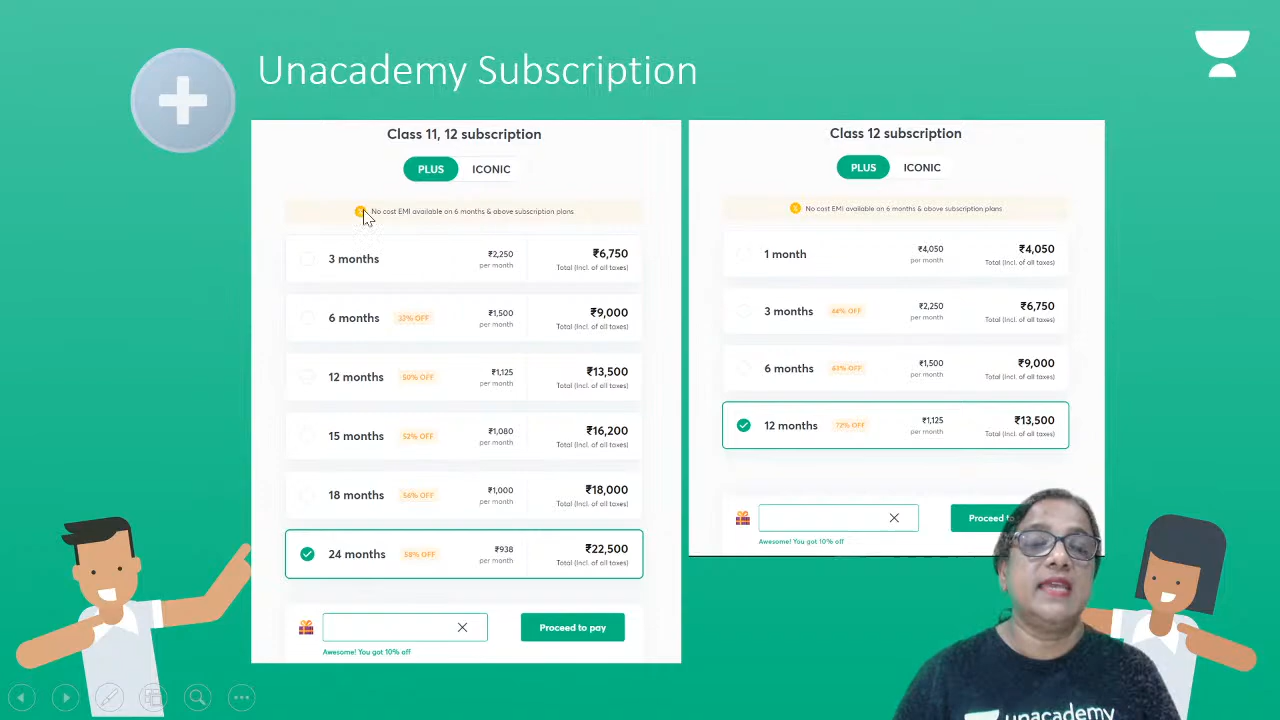 Unacademy Subscription
Class 11, 12 subscription
PLUS
ICONIC
No cost EMI available on 6 months & above subscription plans
3 months
₹2,250
per month
₹6,750
Total (Incl. of all taxes)
6 months
33% OFF
₹1,500
per month
₹9,000
Total (Incl. of all taxes)
12 months
50% OFF
₹1,125
per month
₹13,500
Total (Incl. of all taxes)
15 months
52% OFF
₹1,080
per month
₹16,200
Total (Incl. of all taxes)
18 months
56% OFF
₹1,000
per month
₹18,000
Total (Incl. of all taxes)
24 months
58% OFF
₹938
per month
₹22,500
Total (Incl. of all taxes)
Proceed to pay
Awesome! You got 10% off
Class 12 subscription
PLUS
ICONIC
No cost EMI available on 6 months & above subscription plans
1 month
₹4,050
per month
₹4,050
Total (Incl. of all taxes)
3 months
44% OFF
₹2,250
per month
₹6,750
Total (Incl. of all taxes)
6 months
63% OFF
₹1,500
per month
₹9,000
Total (Incl. of all taxes)
12 months
72% OFF
₹1,125
per month
₹13,500
Total (Incl. of all taxes)
Proceed to
Awesome! You got 10% off
unacademy